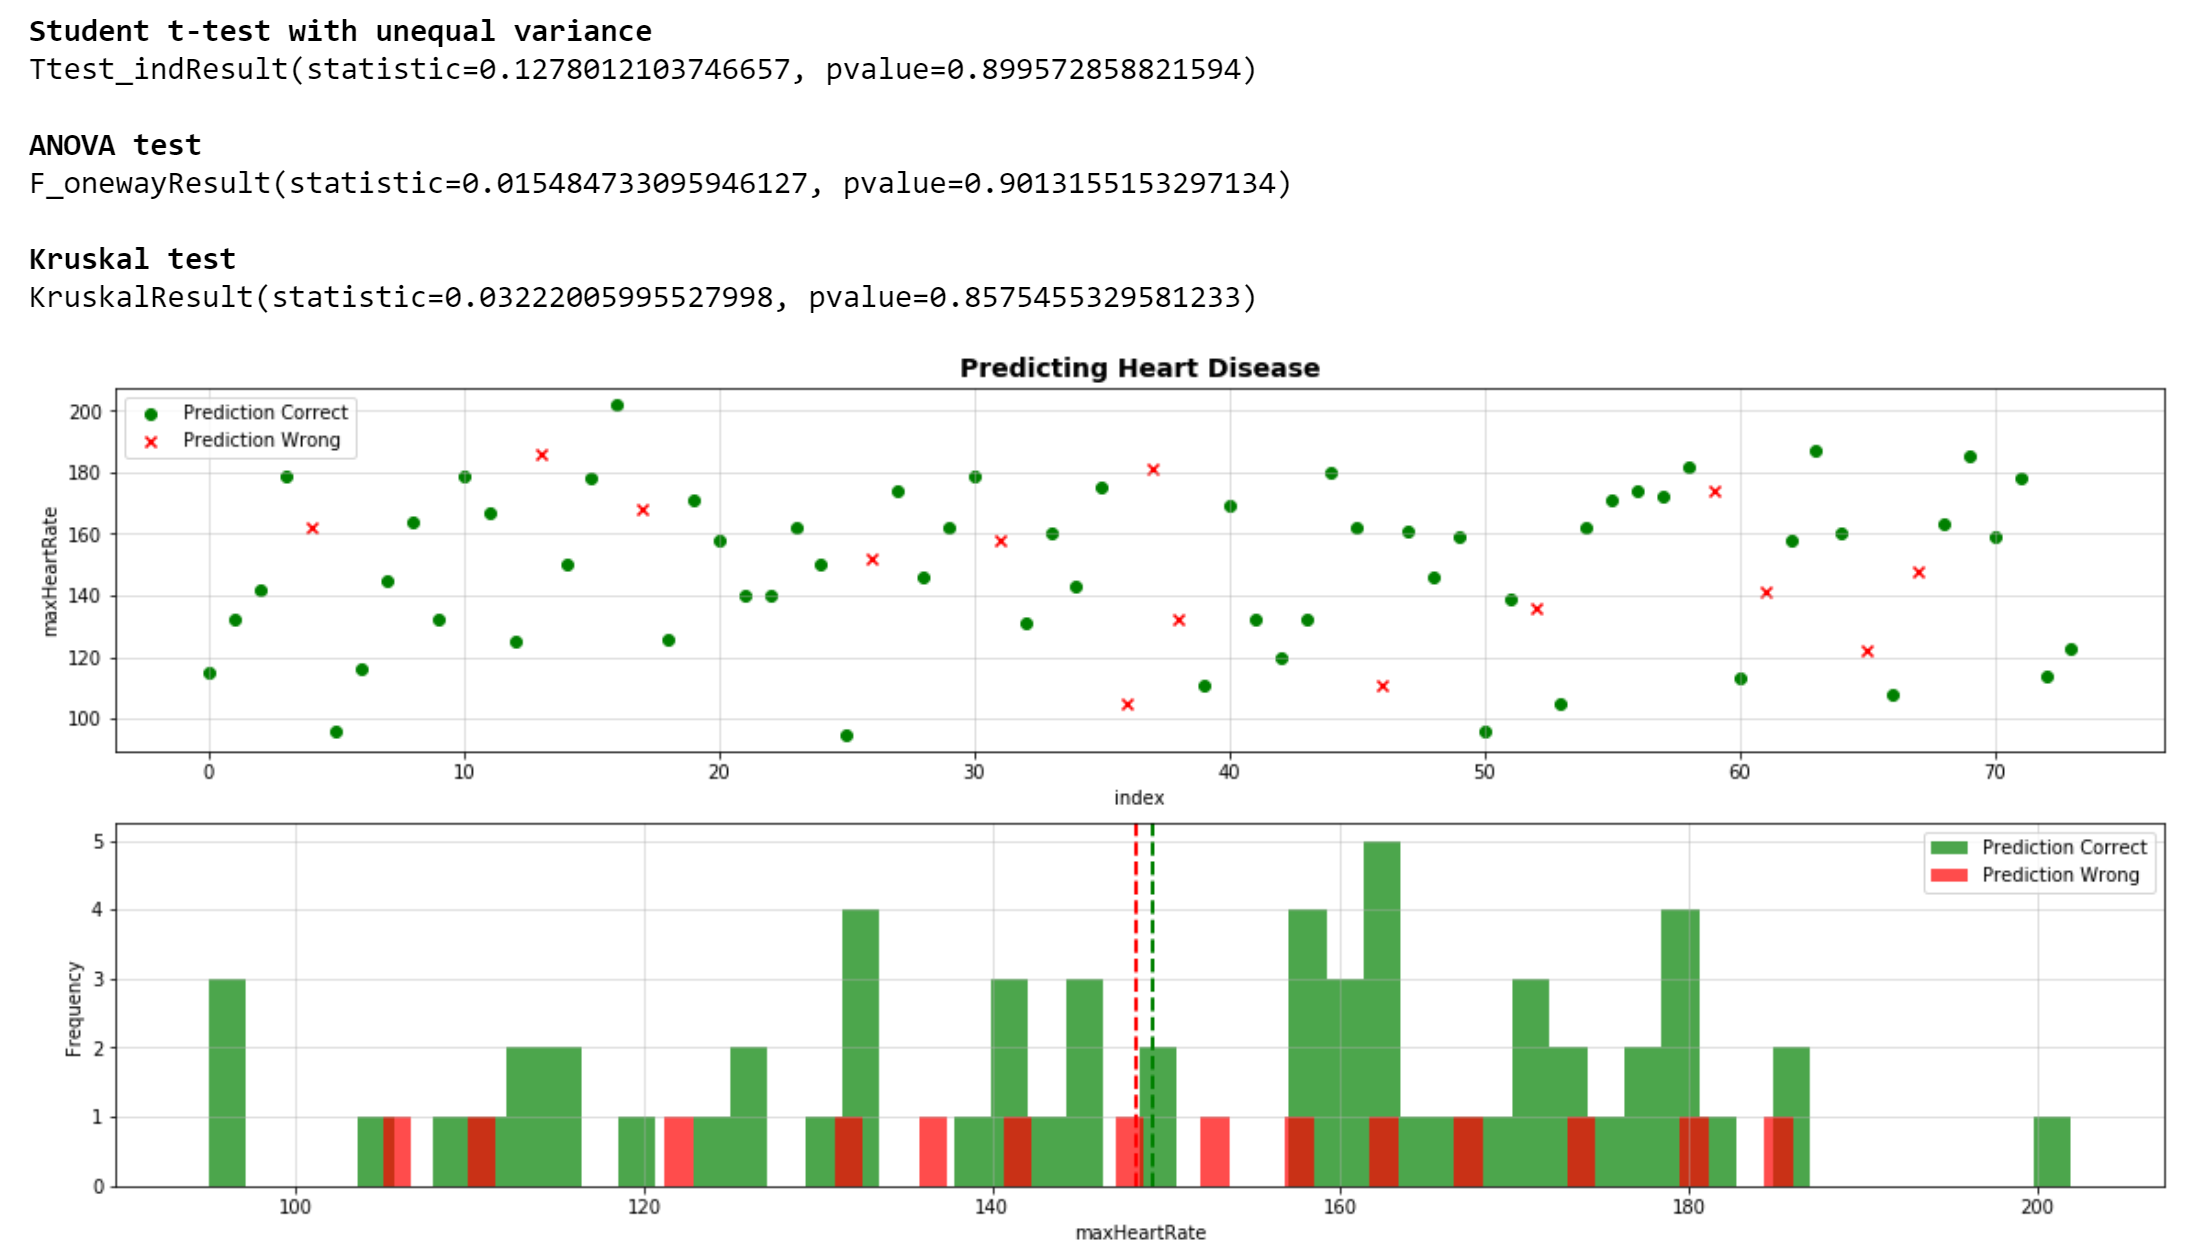 Student t-test with unequal variance
Ttest_indResult(statistic=0.1278012103746657, pvalue=0.899572858821594)
ANOVA test
F_onewayResult(statistic=0.015484733095946127, pvalue=0.9013155153297134)
Kruskal test
KruskalResult(statistic=0.03222005995527998, pvalue=0.8575455329581233)
Predicting Heart Disease
Prediction Correct
Prediction Wrong
maxHeartRate
200
180
160
140
120
100
0 10 20 30 40 50 60 70
index
Prediction Correct
Prediction Wrong
Frequency
5
4
3
2
1
0
100 120 140 160 180 200
maxHeartRate